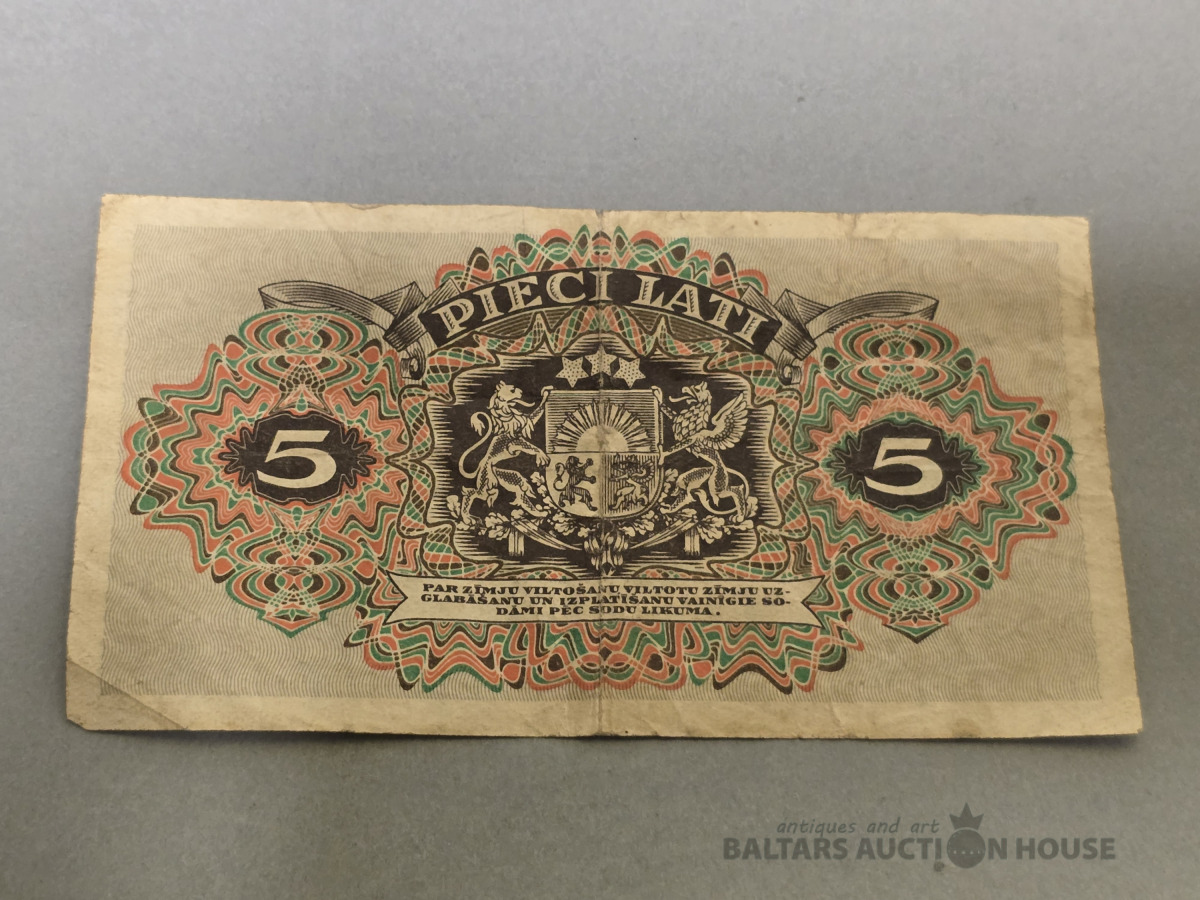 PIECI LATI
5
5
PAR ZĪMJU VILTOŠANU, VILTOTU ZĪMJU UZ-
GLABĀŠANU UN IZPLATĪŠANU VAINĪGIE SO-
DĀMI PĒC SODU LIKUMA.
antiques and art
BALTARS AUCTION HOUSE